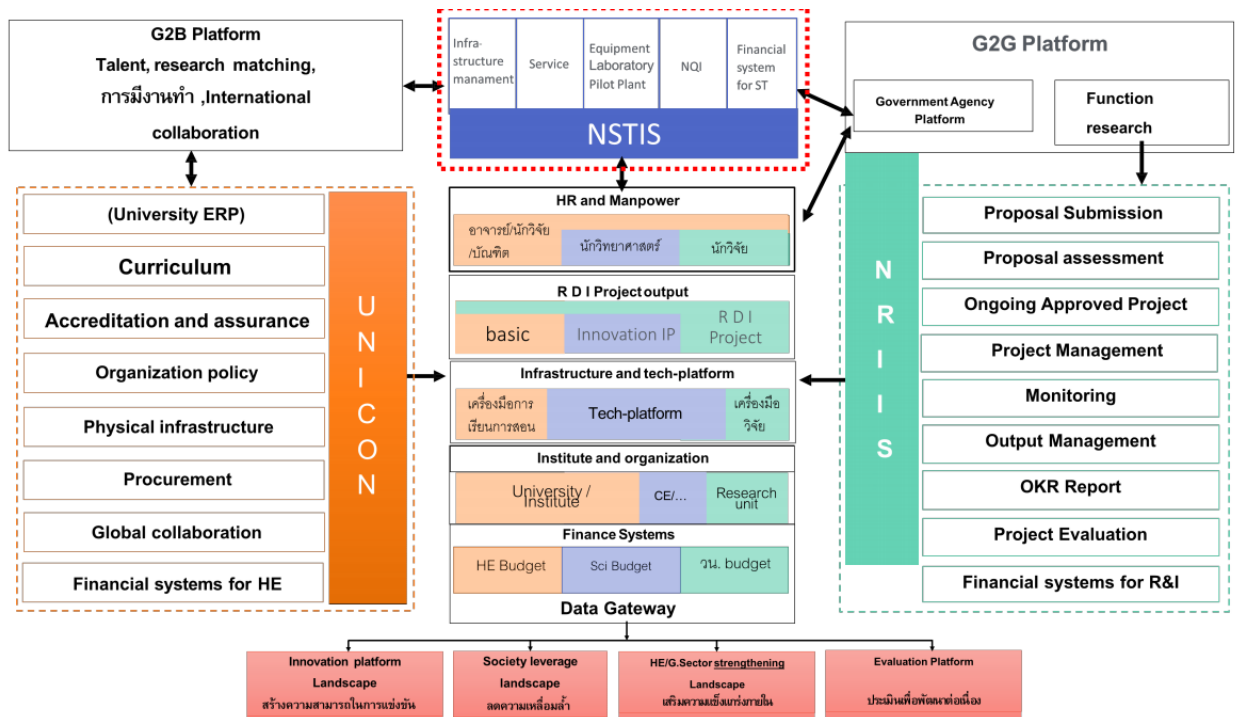 G2B Platform
Talent, research matching,
การมีงานทำ ,International
collaboration
Infra-
structure
manament
Service
Equipment
Laboratory
Pilot Plant
NQI
Financial
system
for ST
NSTIS
G2G Platform
Government Agency
Platform
Function
research
(University ERP)
Curriculum
Accreditation and assurance
Organization policy
Physical infrastructure
Procurement
Global collaboration
Financial systems for HE
UNICON
HR and Manpower
อาจารย์/นักวิจัย
/บัณฑิต
นักวิทยาศาสตร์
นักวิจัย
R D I Project output
basic
Innovation IP
R D I
Project
Infrastructure and tech-platform
เครื่องมือการ
เรียนการสอน
Tech-platform
เครื่องมือ
วิจัย
Institute and organization
University /
Institute
CE/...
Research
unit
Finance Systems
HE Budget
Sci Budget
วน. budget
Data Gateway
NRIIS
Proposal Submission
Proposal assessment
Ongoing Approved Project
Project Management
Monitoring
Output Management
OKR Report
Project Evaluation
Financial systems for R&I
Innovation platform
Landscape
สร้างความสามารถในการแข่งขัน
Society leverage
landscape
ลดความเหลื่อมล้ำ
HE/G.Sector strengthening
Landscape
เสริมความแข็งแกร่งภายใน
Evaluation Platform
ประเมินเพื่อพัฒนาต่อเนื่อง